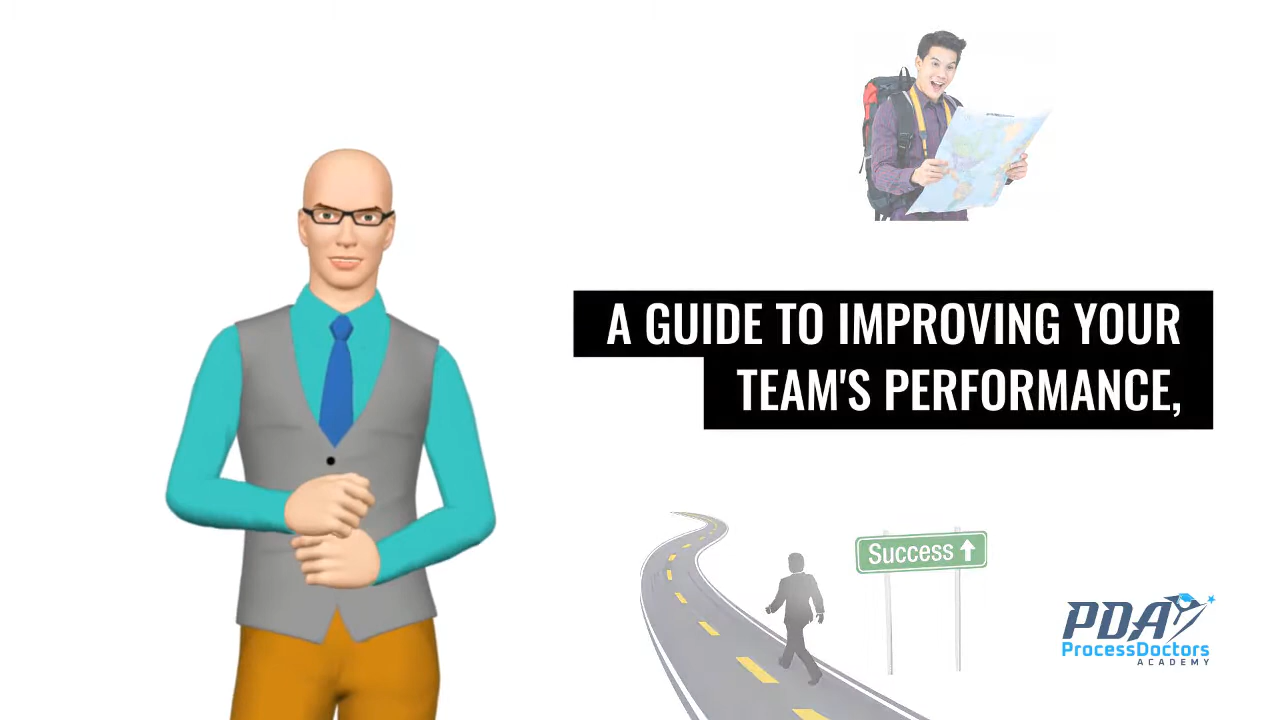 A GUIDE TO IMPROVING YOUR
TEAM'S PERFORMANCE,
Success
PDA
ProcessDoctors
ACADEMY